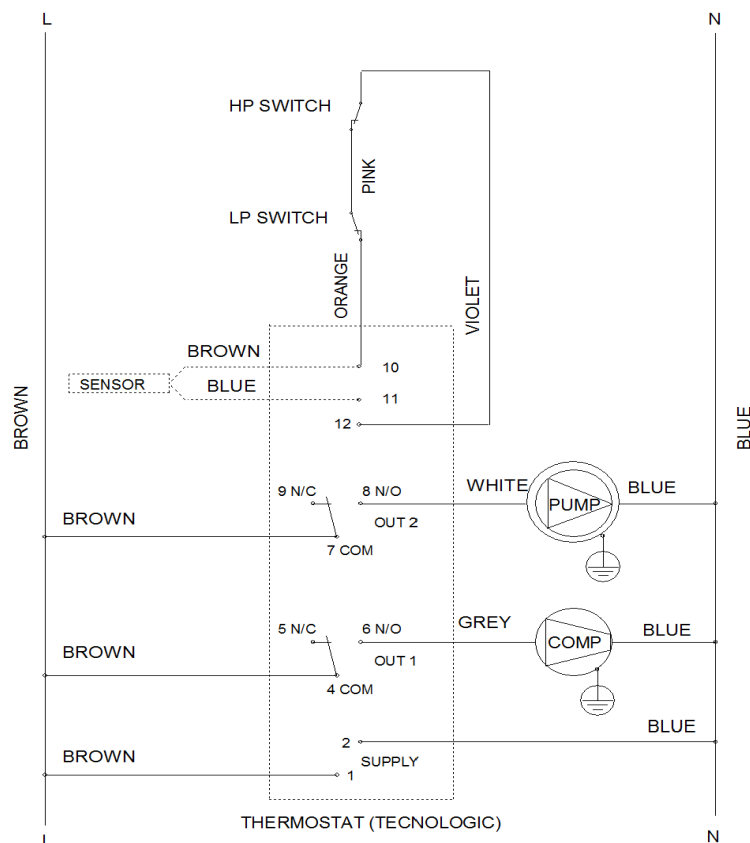 L N
HP SWITCH
PINK
LP SWITCH
ORANGE
VIOLET
BROWN
SENSOR
BLUE
10
11
12
BROWN
BLUE
9 N/C 8 N/O WHITE PUMP BLUE
BROWN OUT 2
7 COM
5 N/C 6 N/O GREY COMP BLUE
BROWN OUT 1
4 COM
BLUE
2
BROWN SUPPLY
1
THERMOSTAT (TECNOLOGIC)
L N